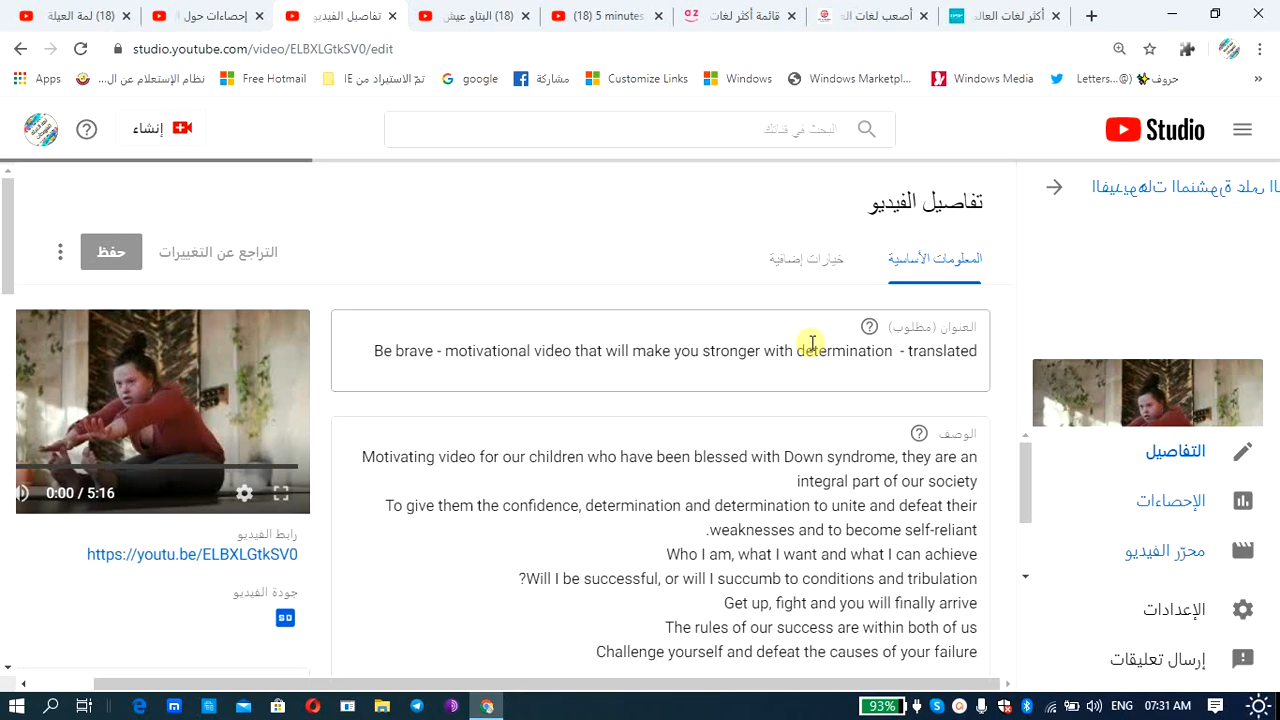 لمة العيلة (18)
إحصاءات حول
تفاصيل الفيديو
البتاو عيش (18)
(18) 5 minutes
قائمة أكثر لغات
أصعب لغات
أكثر لغات العالم
studio.youtube.com/video/ELBXLGtkSV0/edit
Apps
نظام الإستعلام عن ال...
Free Hotmail
تمّ الاستيراد من IE
google
مشاركة
Customize Links
Windows
Windows Marketpl...
Windows Media
Letters...
(@... حروف
»
إنشاء
البحث في قناتك
Studio
تفاصيل الفيديو
حفظ
التراجع عن التغييرات
المعلومات الأساسية
خيارات إضافية
العنوان (مطلوب)
Be brave - motivational video that will make you stronger with determination - translated
الوصف
Motivating video for our children who have been blessed with Down syndrome, they are an
integral part of our society
To give them the confidence, determination and determination to unite and defeat their
.weaknesses and to become self-reliant
Who I am, what I want and what I can achieve
?Will I be successful, or will I succumb to conditions and tribulation
Get up, fight and you will finally arrive
The rules of our success are within both of us
Challenge yourself and defeat the causes of your failure
0:00 / 5:16
رابط الفيديو
https://youtu.be/ELBXLGtkSV0
جودة الفيديو
SD
التفاصيل
الإحصاءات
محرّر الفيديو
الإعدادات
إرسال تعليقات
93%
ENG
07:31 AM